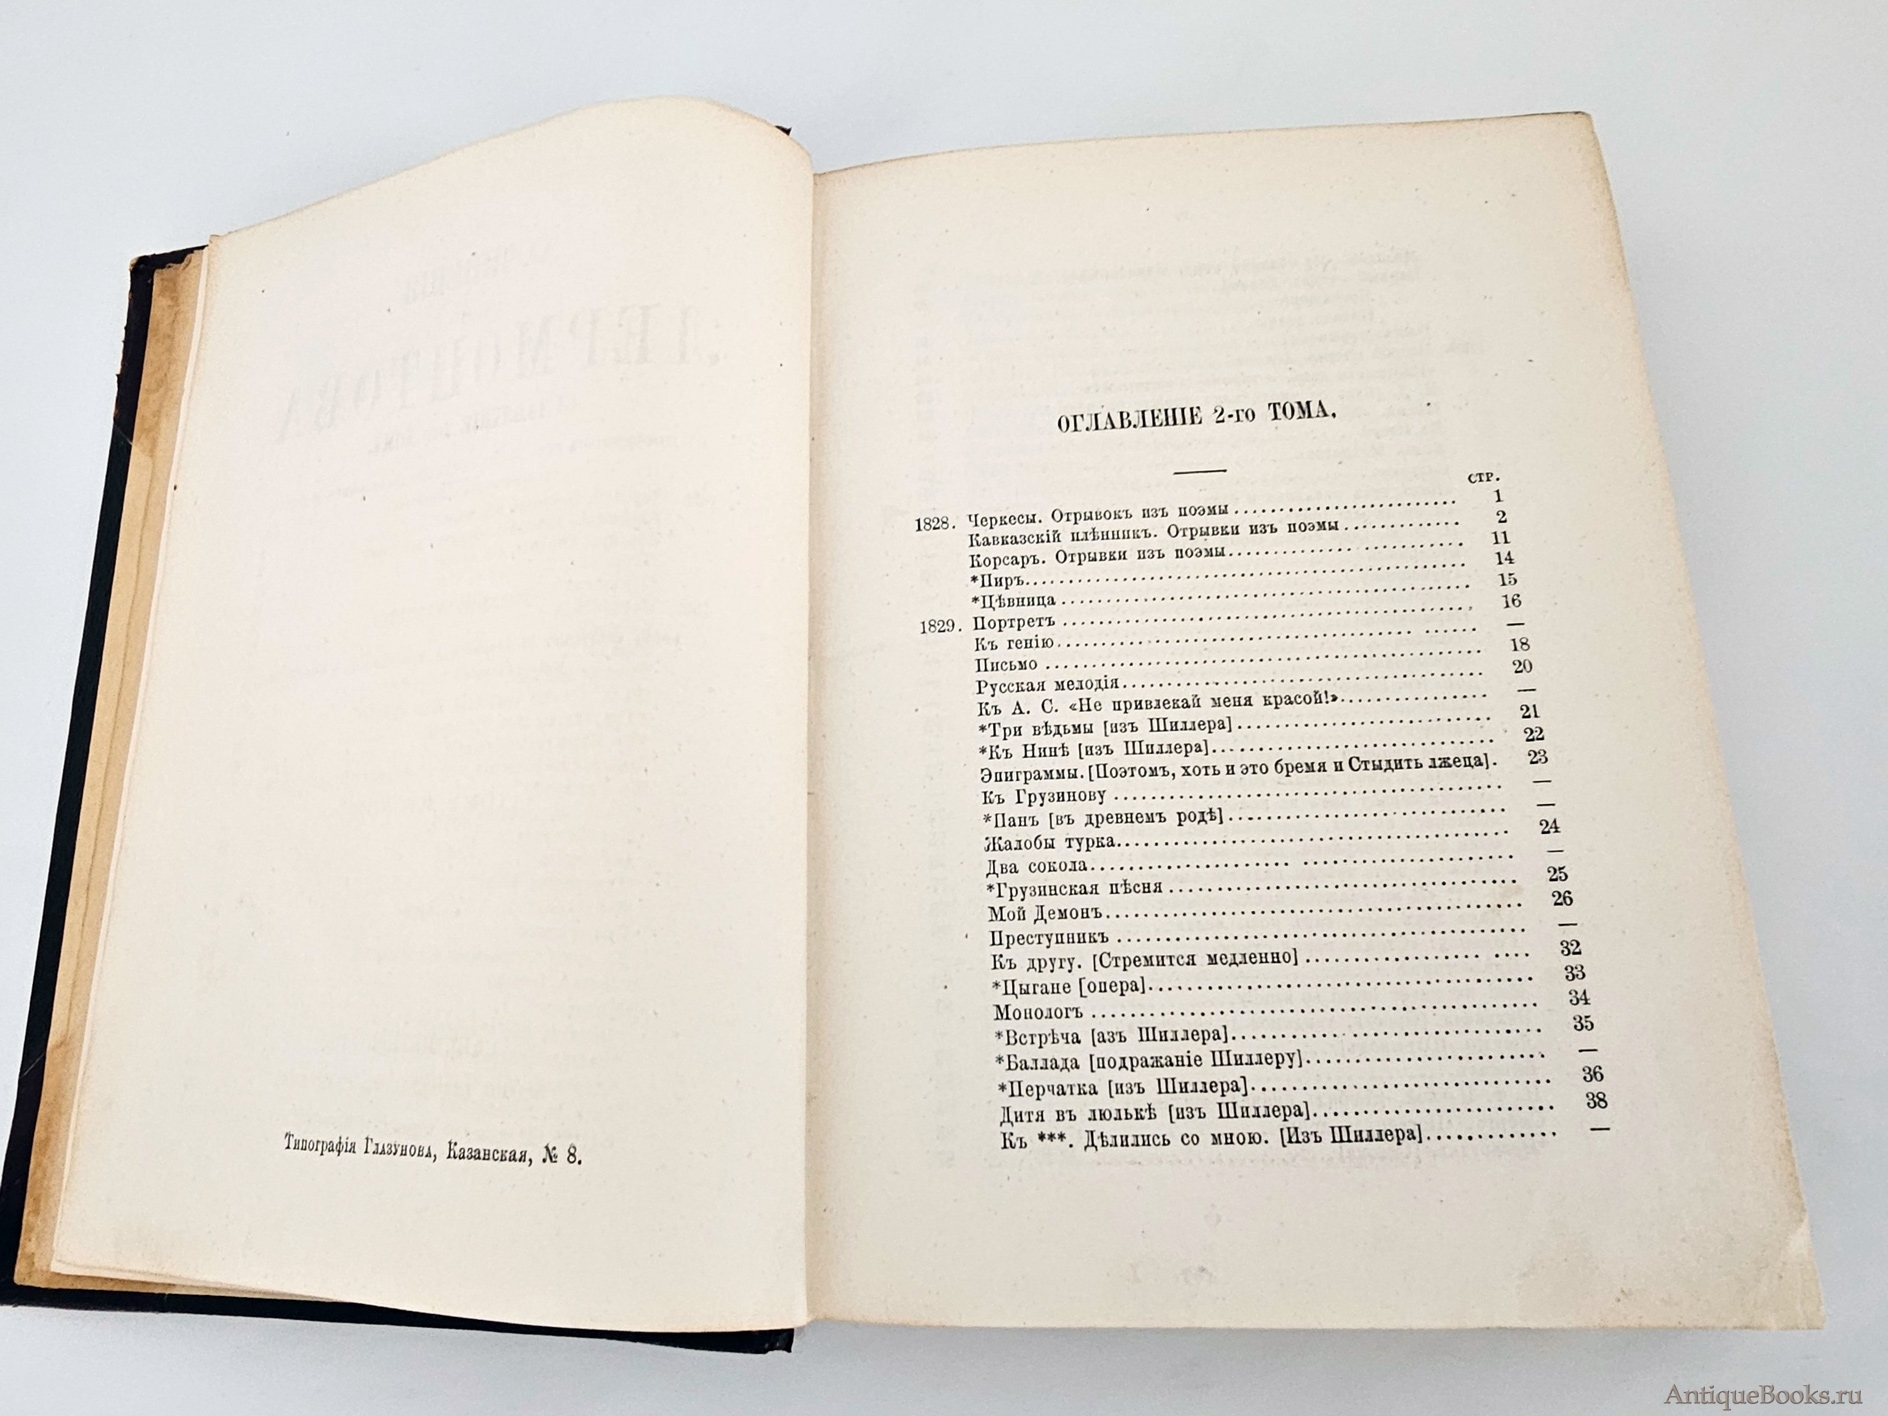 Типографія Глазунова, Казанская, № 8.
ОГЛАВЛЕНІЕ 2-го ТОМА.
СТР.
1828. Черкесы. Отрывокъ изъ поэмы 1
Кавказскій плѣнникъ. Отрывки изъ поэмы 2
Корсаръ. Отрывки изъ поэмы 11
*Пиръ 14
*Цѣвница 15
1829. Портретъ 16
Къ генію —
Письмо 18
Русская мелодія 20
Къ А. С. «Не привлекай меня красой!» —
*Три вѣдьмы [изъ Шиллера] 21
*Къ Нинѣ [изъ Шиллера] 22
Эпиграммы. [Поэтомъ, хоть и это бремя и Стыдить лжеца]. 23
Къ Грузинову —
*Панъ [въ древнемъ родѣ] —
Жалобы турка 24
Два сокола —
*Грузинская пѣсня 25
Мой Демонъ 26
Преступникъ —
Къ другу. [Стремится медленно] 32
*Цыгане [опера] 33
Монологъ 34
*Встрѣча [азъ Шиллера] 35
*Баллада [подражаніе Шиллеру] —
*Перчатка [изъ Шиллера] 36
Дитя въ люлькѣ [изъ Шиллера] 38
Къ ***. Дѣлились со мною. [Изъ Шиллера] —
AntiqueBooks.ru